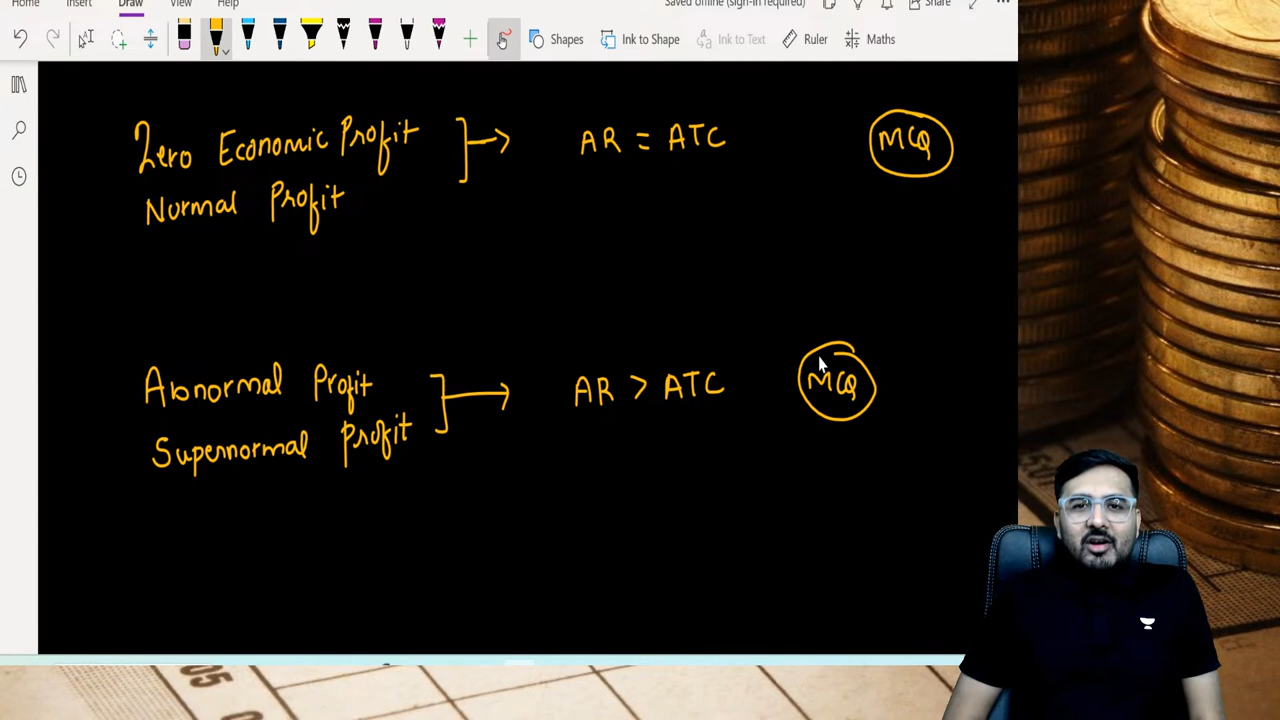 Home Insert Draw View Help Saved offline (sign-in required) Share
Shapes Ink to Shape Ink to Text Ruler Maths
Zero Economic Profit
Normal Profit
AR = ATC MCQ
Abnormal Profit
Supernormal Profit
AR > ATC MCQ
05